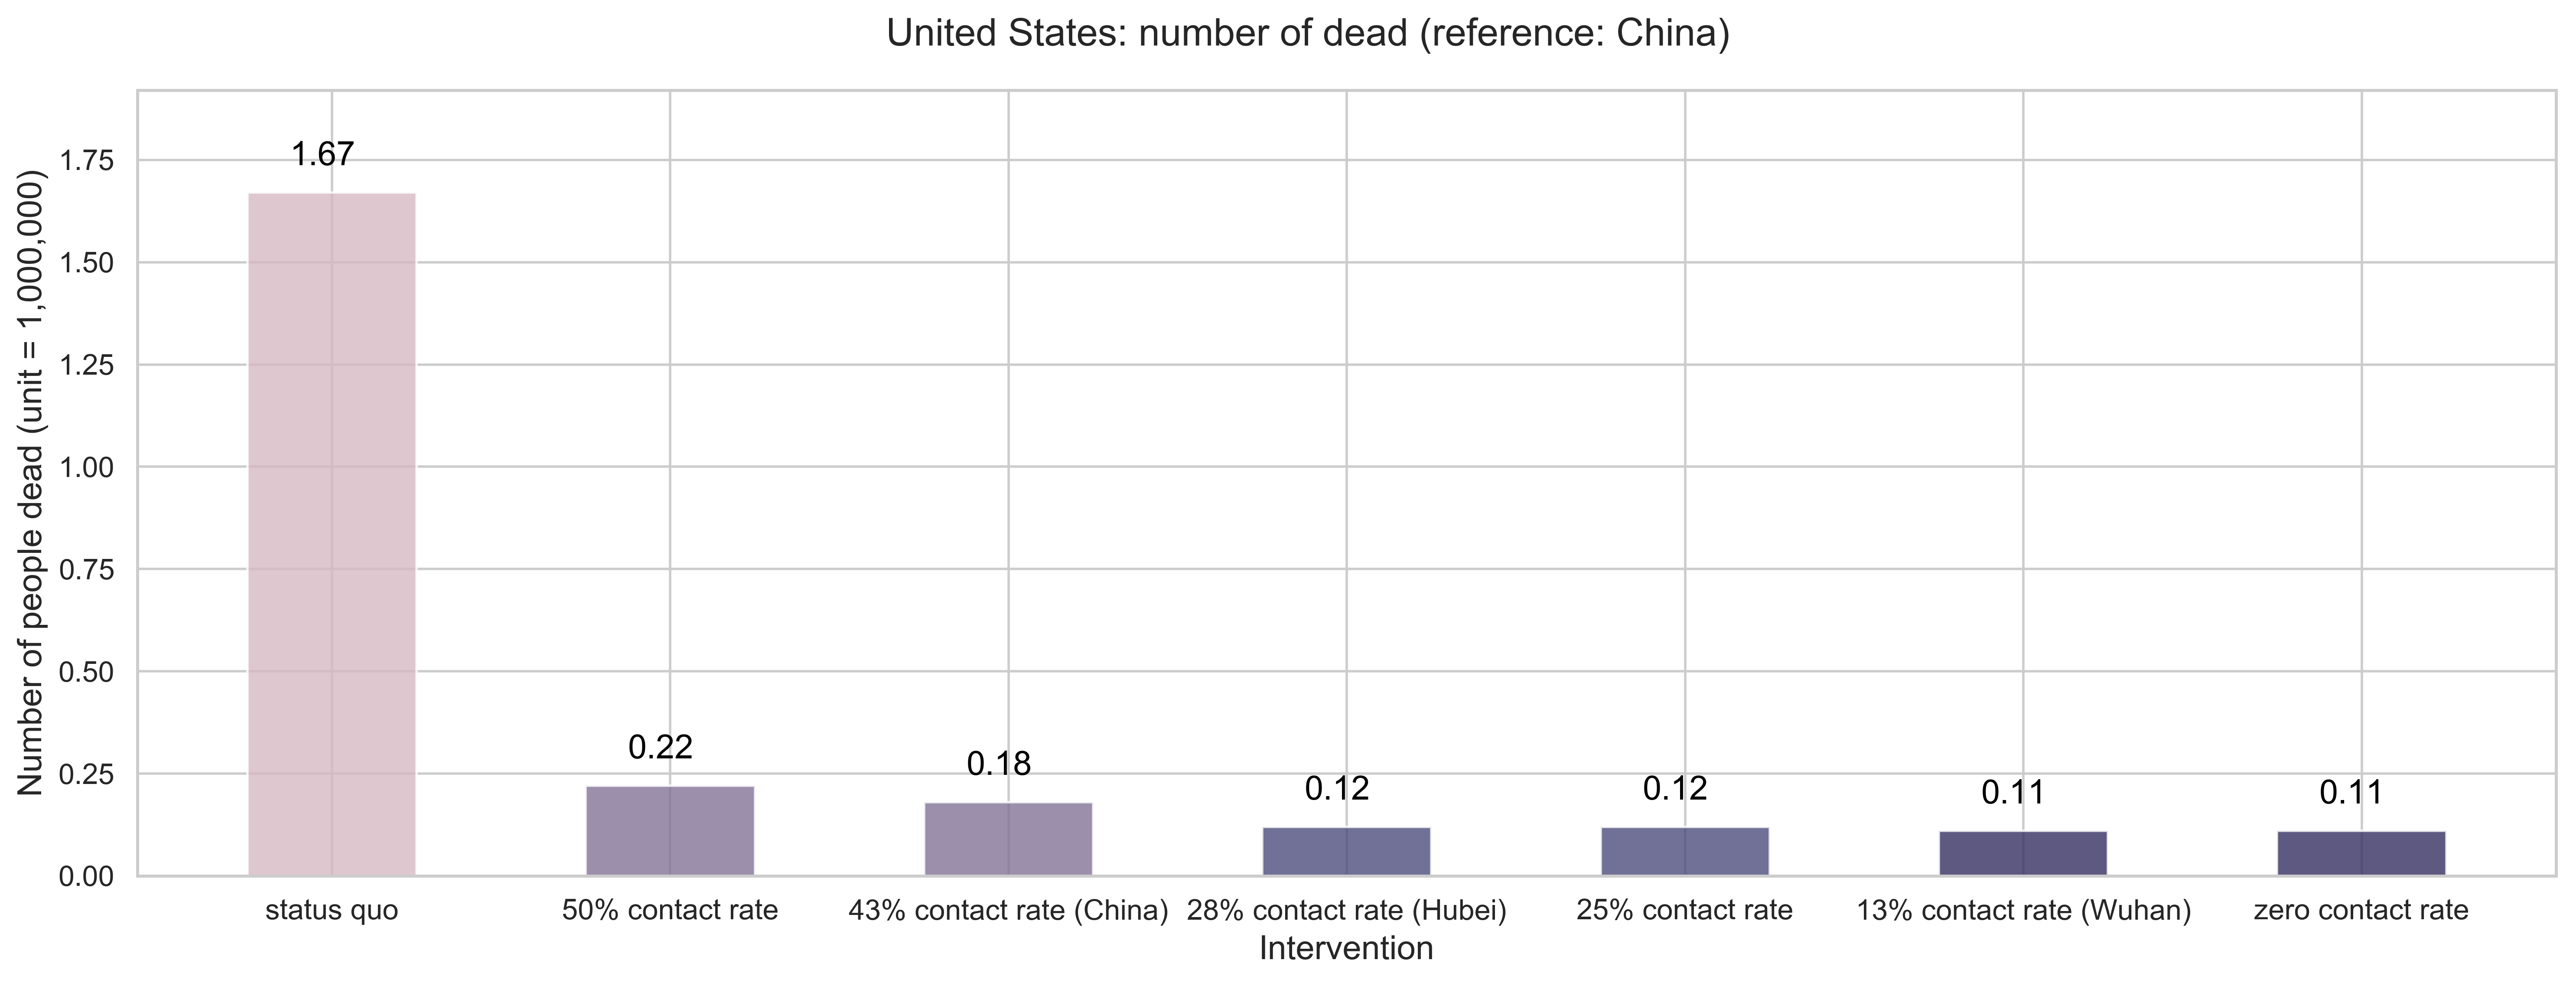 United States: number of dead (reference: China)
Number of people dead (unit = 1,000,000)
1.75
1.50
1.25
1.00
0.75
0.50
0.25
0.00
1.67
0.22
0.18
0.12
0.12
0.11
0.11
status quo
50% contact rate
43% contact rate (China)
28% contact rate (Hubei)
25% contact rate
13% contact rate (Wuhan)
zero contact rate
Intervention